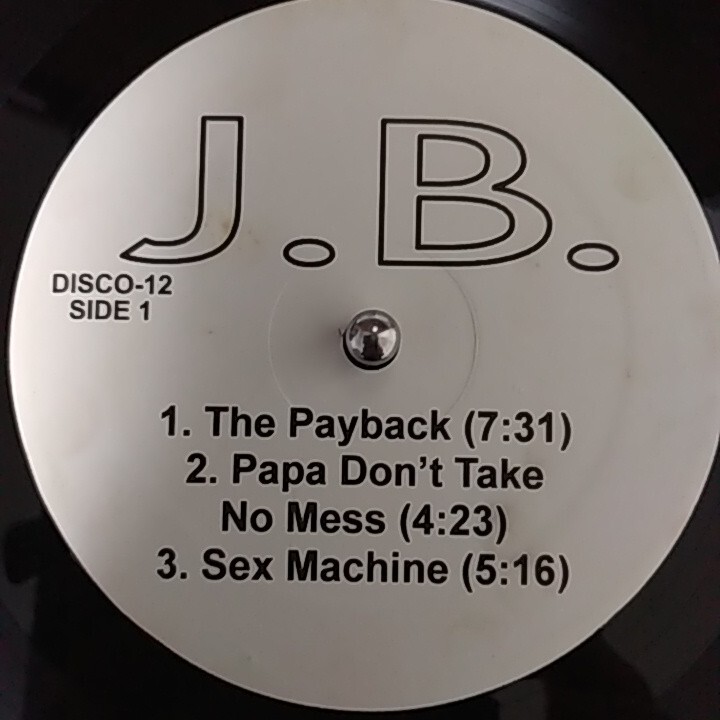 J.B.
DISCO-12
SIDE 1
1. The Payback (7:31)
2. Papa Don't Take
No Mess (4:23)
3. Sex Machine (5:16)